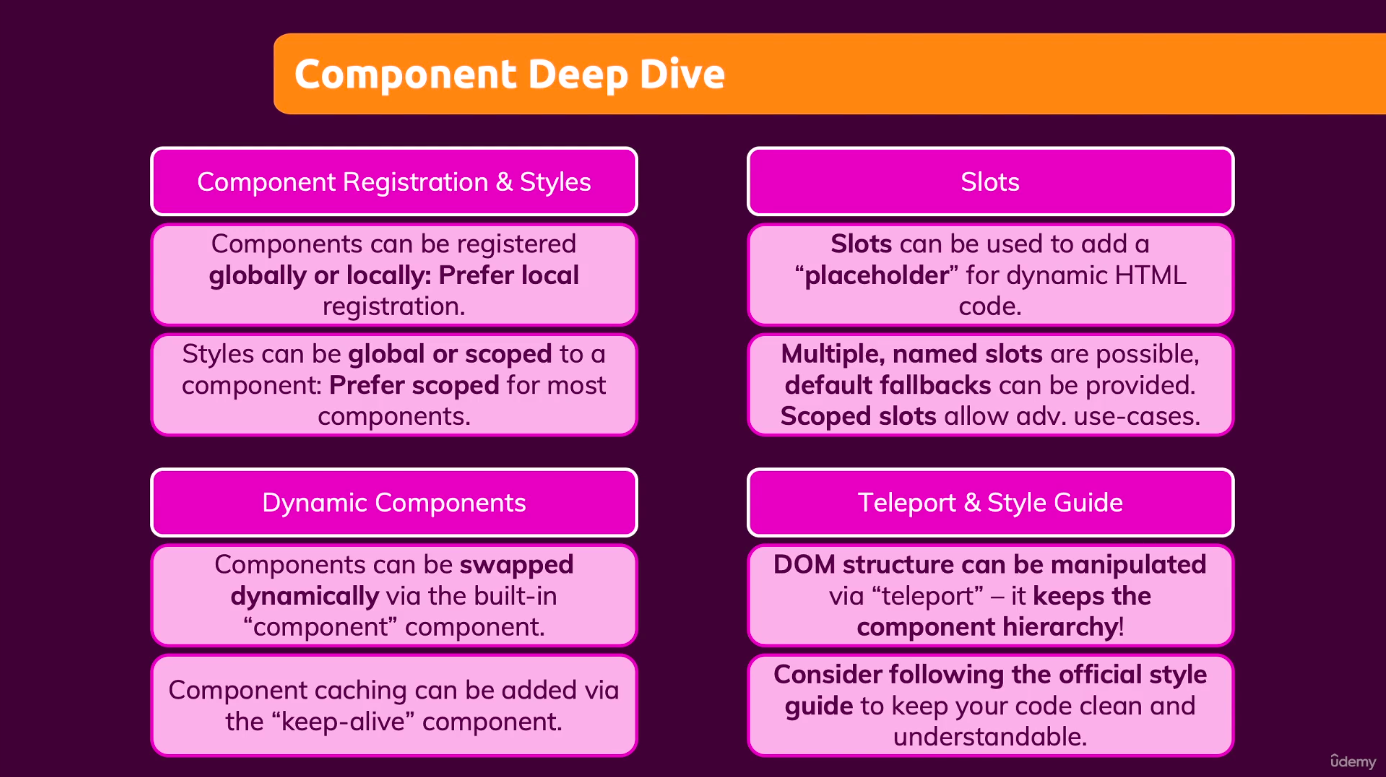 Component Deep Dive
Component Registration & Styles
Components can be registered
globally or locally: Prefer local
registration.
Styles can be global or scoped to a
component: Prefer scoped for most
components.
Slots
Slots can be used to add a
“placeholder” for dynamic HTML
code.
Multiple, named slots are possible,
default fallbacks can be provided.
Scoped slots allow adv. use-cases.
Dynamic Components
Components can be swapped
dynamically via the built-in
“component” component.
Component caching can be added via
the “keep-alive” component.
Teleport & Style Guide
DOM structure can be manipulated
via “teleport” – it keeps the
component hierarchy!
Consider following the official style
guide to keep your code clean and
understandable.
ûdemy